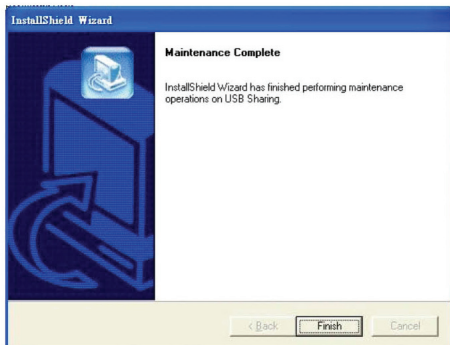 InstallShield Wizard
Maintenance Complete
InstallShield Wizard has finished performing maintenance
operations on USB Sharing.
< Back
Finish
Cancel